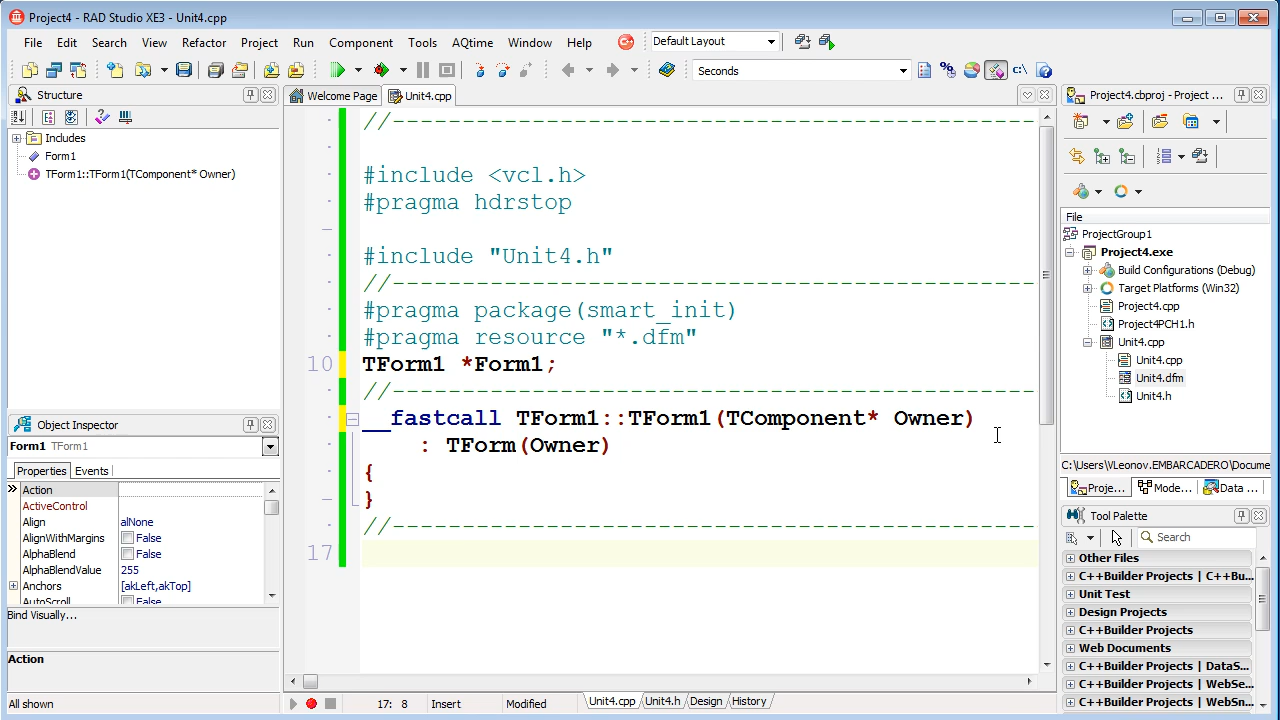 Project4 - RAD Studio XE3 - Unit4.cpp
File Edit Search View Refactor Project Run Component Tools AQtime Window Help Default Layout
Seconds
Structure
Welcome Page Unit4.cpp
Project4.cbproj - Project ...
Includes
Form1
TForm1::TForm1(TComponent* Owner)
//-----------------------------------------------
#include <vcl.h>
#pragma hdrstop
#include "Unit4.h"
//-----------------------------------------------
#pragma package(smart_init)
#pragma resource "*.dfm"
10 TForm1 *Form1;
//-----------------------------------------------
__fastcall TForm1::TForm1(TComponent* Owner)
: TForm(Owner)
{
}
//-----------------------------------------------
17
File
ProjectGroup1
Project4.exe
Build Configurations (Debug)
Target Platforms (Win32)
Project4.cpp
Project4PCH1.h
Unit4.cpp
Unit4.cpp
Unit4.dfm
Unit4.h
C:\Users\VLeonov.EMBARCADERO\Docume
Proje... Mode... Data ...
Object Inspector
Form1 TForm1
Properties Events
Action
ActiveControl
Align alNone
AlignWithMargins False
AlphaBlend False
AlphaBlendValue 255
Anchors [akLeft,akTop]
AutoScroll False
Bind Visually...
Action
All shown
Tool Palette
Search
Other Files
C++Builder Projects | C++Bu...
Unit Test
Design Projects
C++Builder Projects
Web Documents
C++Builder Projects | DataS...
C++Builder Projects | WebSe...
C++Builder Projects | WebSn...
17: 8 Insert Modified Unit4.cpp Unit4.h Design History